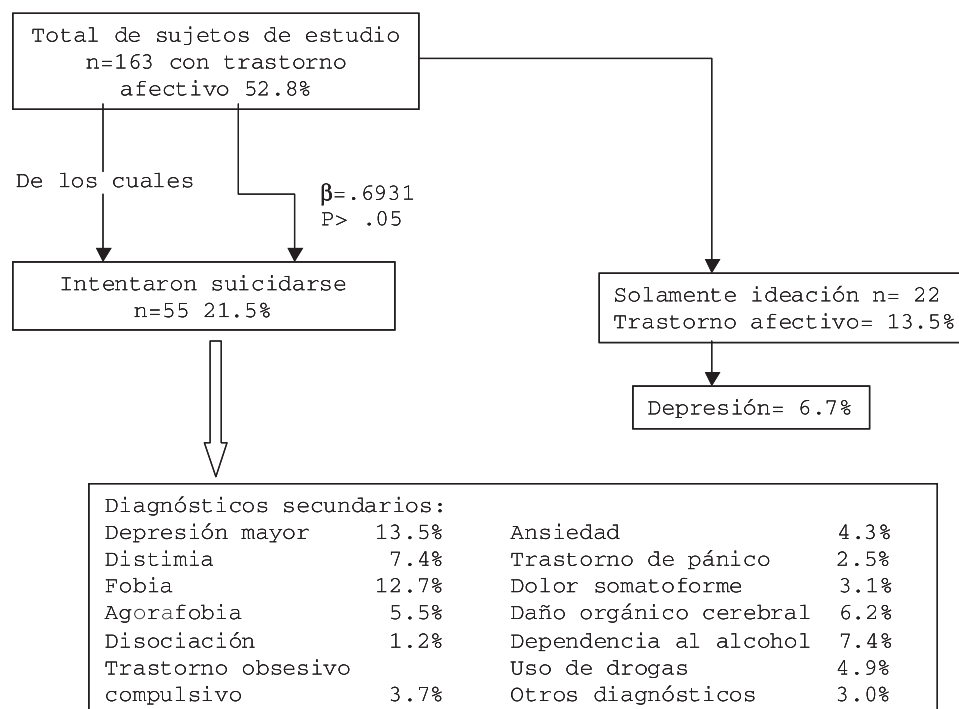 Total de sujetos de estudio
n=163 con trastorno
afectivo 52.8%
De los cuales
β=.6931
P> .05
Intentaron suicidarse
n=55 21.5%
Solamente ideación n= 22
Trastorno afectivo= 13.5%
Depresión= 6.7%
Diagnósticos secundarios:
Depresión mayor 13.5% Ansiedad 4.3%
Distimia 7.4% Trastorno de pánico 2.5%
Fobia 12.7% Dolor somatoforme 3.1%
Agorafobia 5.5% Daño orgánico cerebral 6.2%
Disociación 1.2% Dependencia al alcohol 7.4%
Trastorno obsesivo Uso de drogas 4.9%
compulsivo 3.7% Otros diagnósticos 3.0%